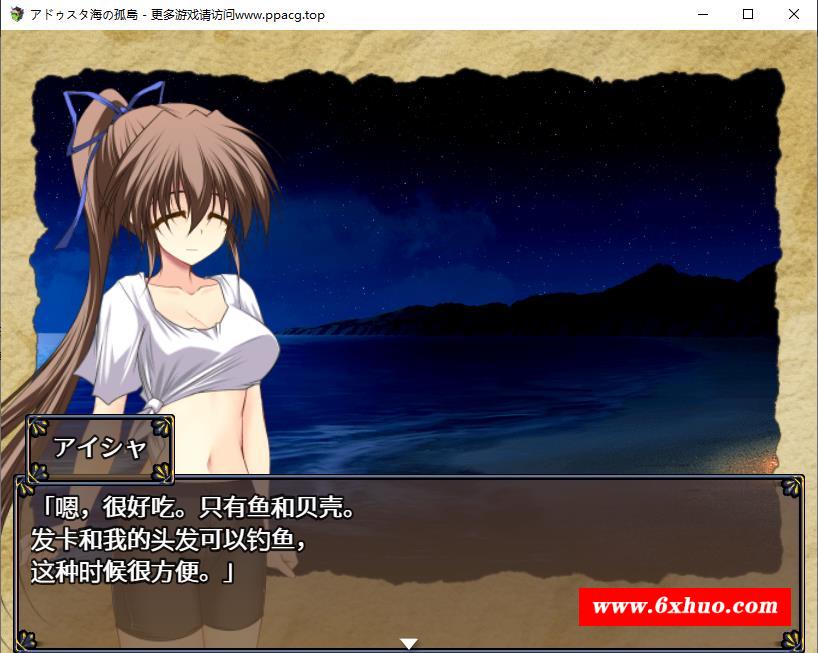 アドゥスタ海の孤島 - 更多游戏请访问www.ppacg.top
アイシャ
「嗯，很好吃。只有鱼和贝壳。
发卡和我的头发可以钓鱼，
这种时候很方便。」
www.6xhuo.com